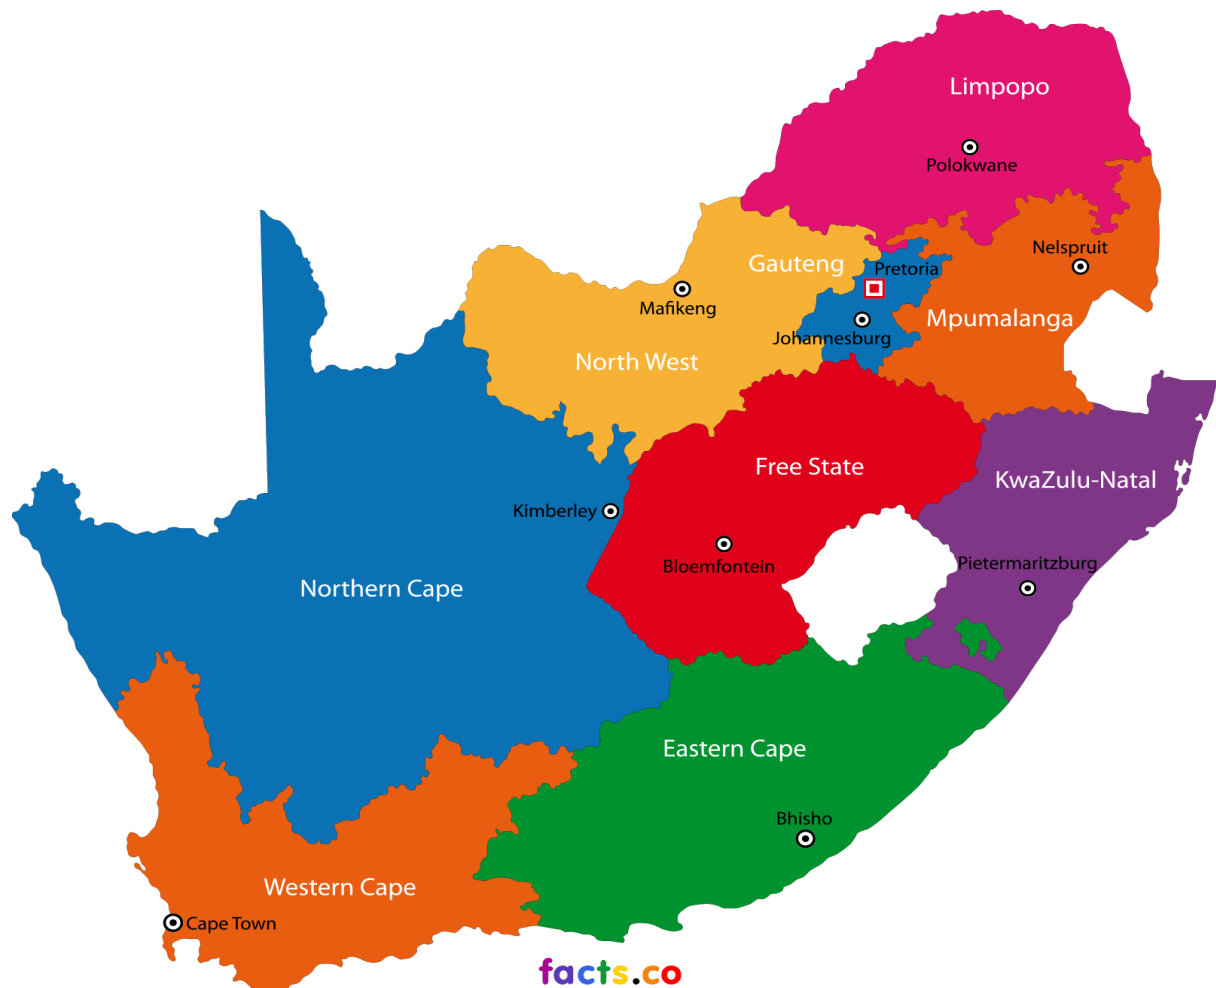 Limpopo
Polokwane
Nelspruit
Gauteng
Pretoria
Mafikeng
Mpumalanga
Johannesburg
North West
Free State
KwaZulu-Natal
Kimberley
Bloemfontein
Pietermaritzburg
Northern Cape
Eastern Cape
Bhisho
Western Cape
Cape Town
facts.co